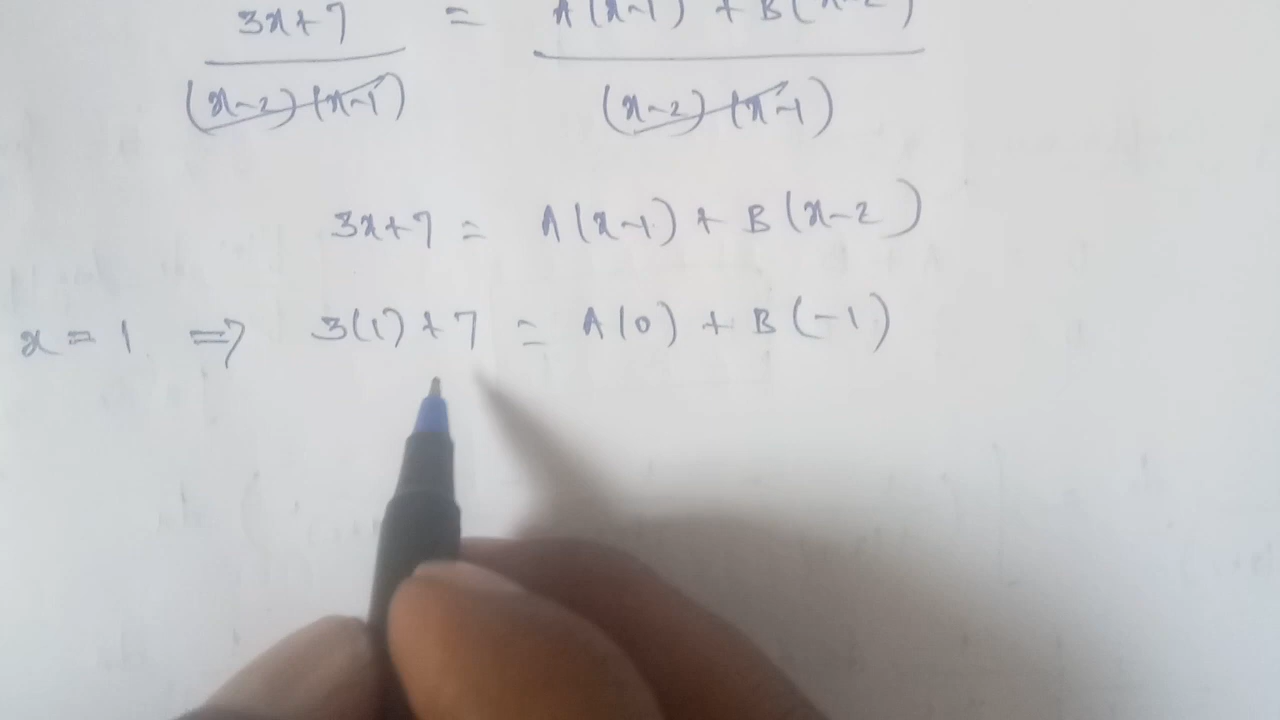 3x+7 = A(x-1) + B(x-2)
(x-2)(x-1) (x-2)(x-1)
3x+7 = A(x-1) + B(x-2)
x = 1 ⇒ 3(1) + 7 = A(0) + B(-1)